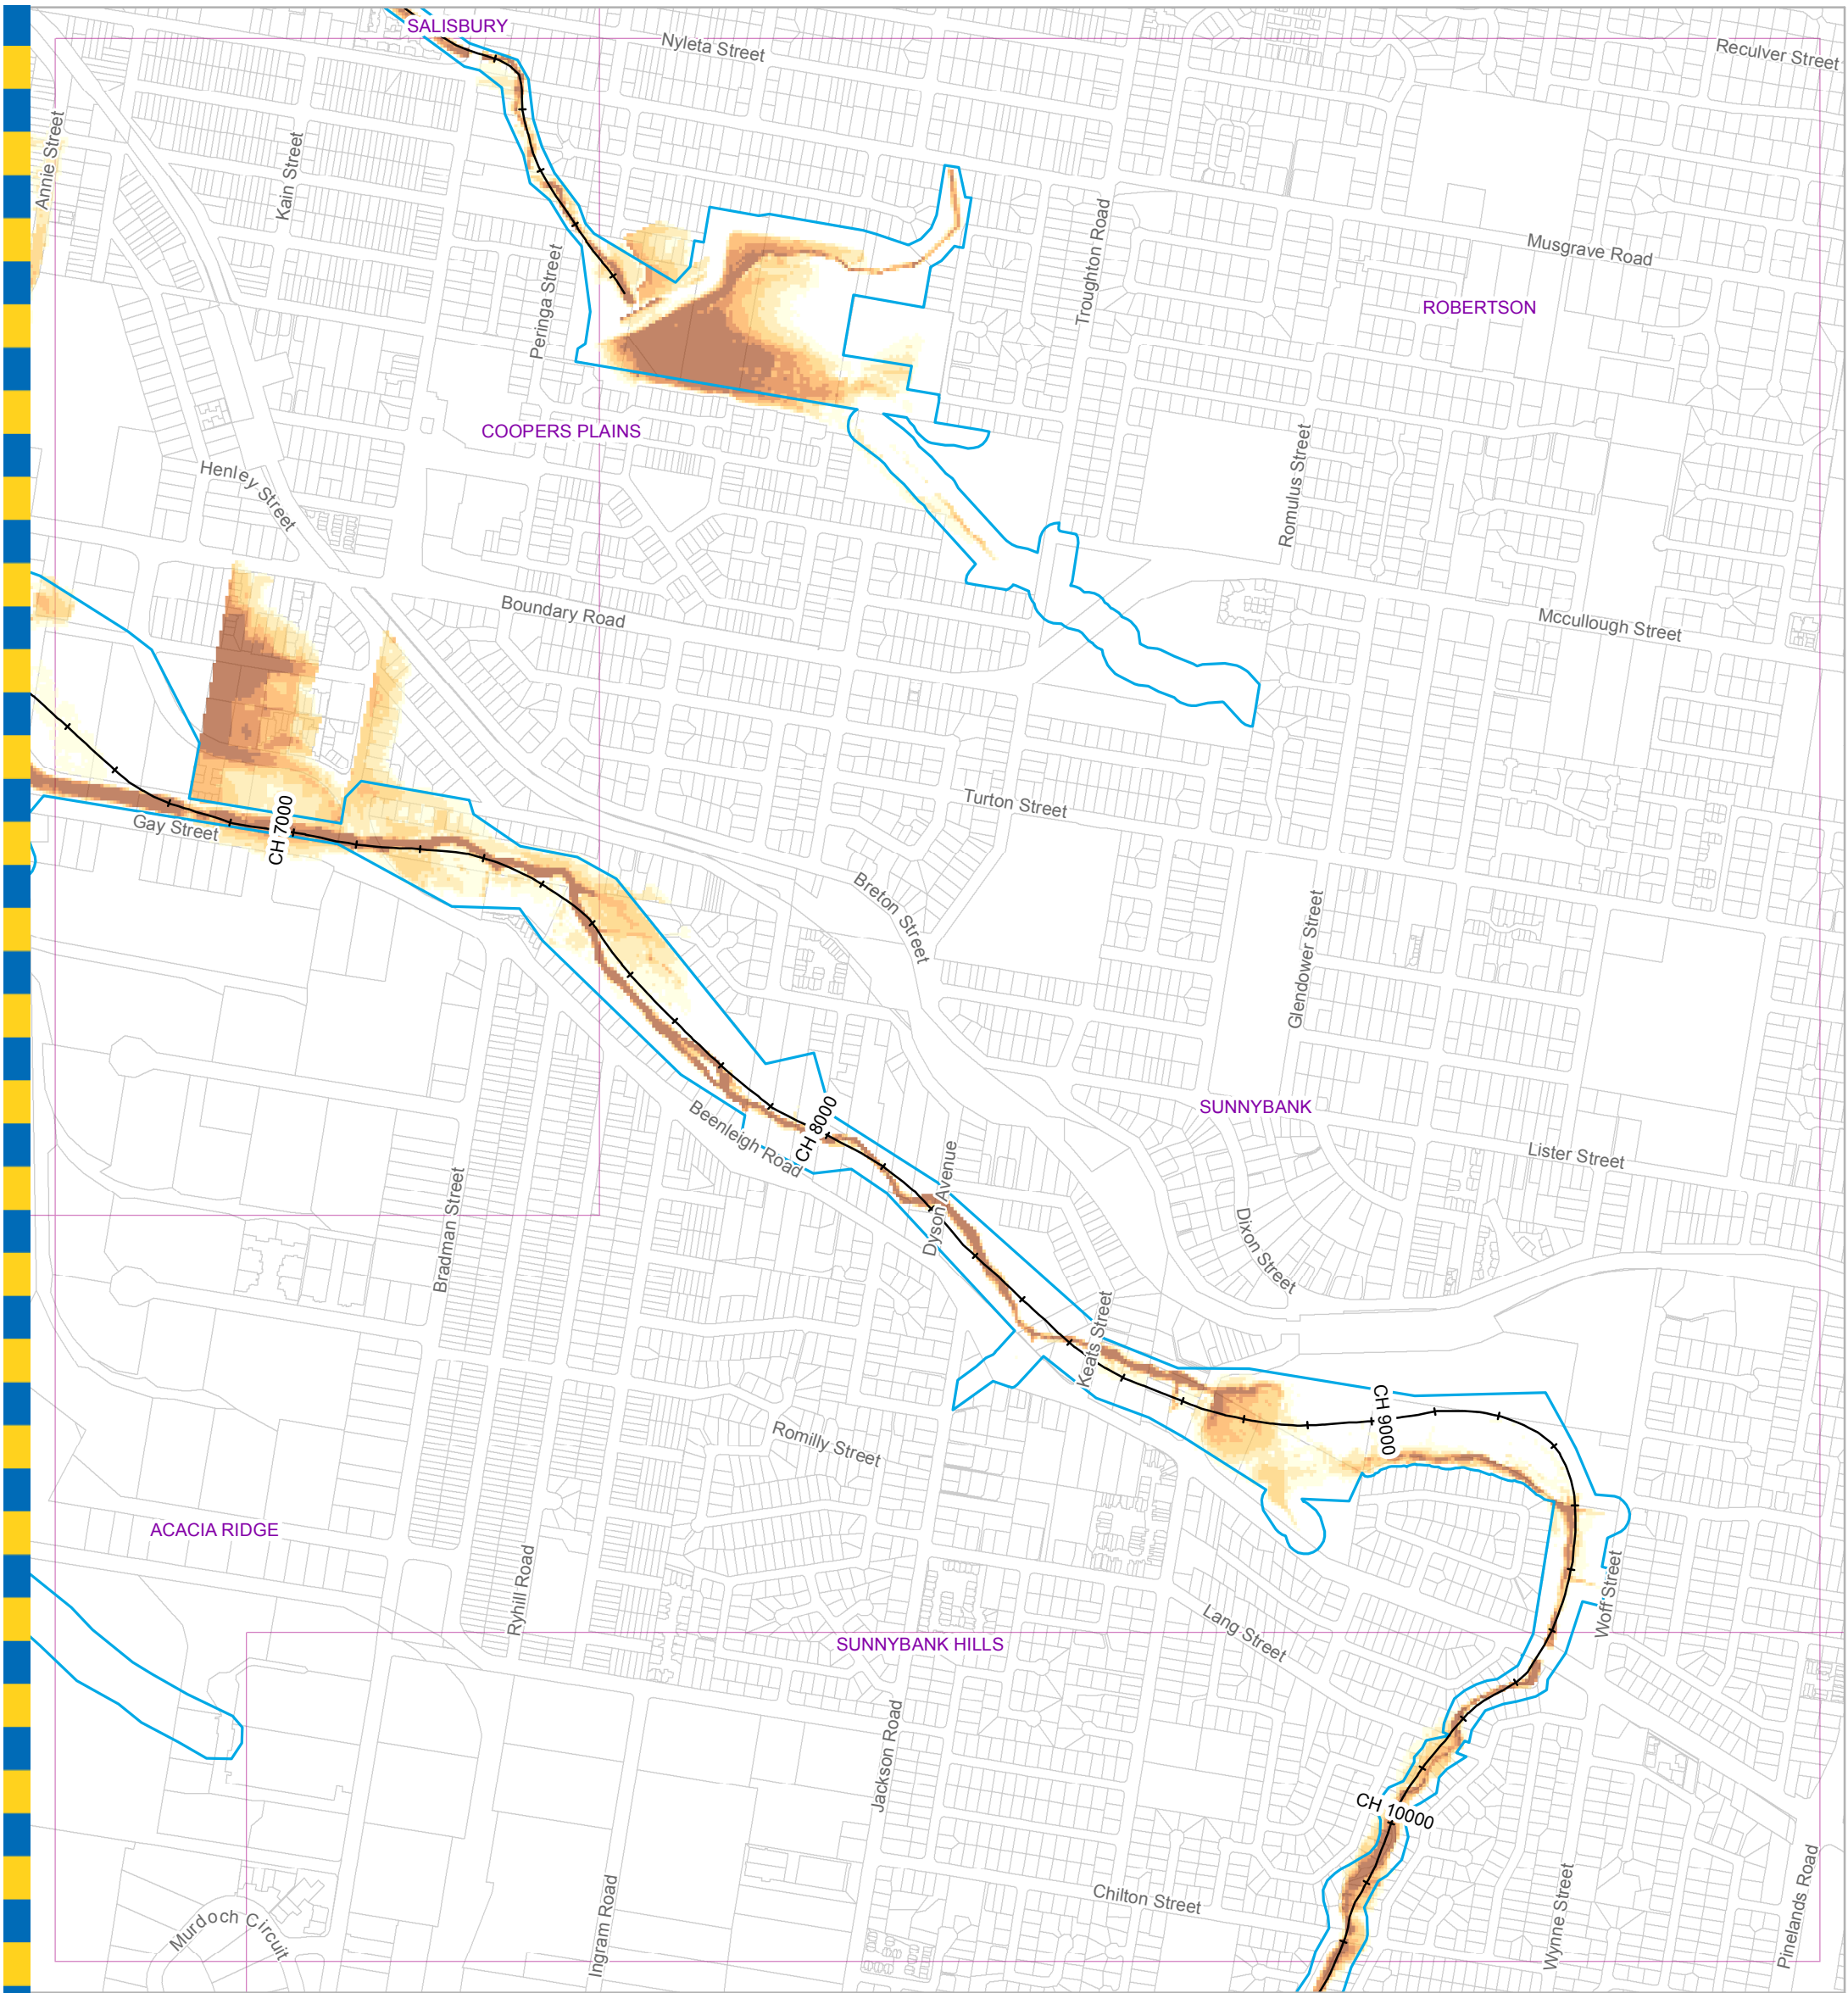 SALISBURY
Nyleta Street
Reculver Street
Annie Street
Kain Street
Musgrave Road
Troughton Road
Peringa Street
ROBERTSON
COOPERS PLAINS
Henley Street
Romulus Street
Boundary Road
Mccullough Street
Turton Street
Gay Street
CH 7000
Breton Street
Glendower Street
SUNNYBANK
Beenleigh Road
CH 8000
Lister Street
Dyson Avenue
Bradman Street
Dixon Street
Keats Street
CH 9000
Romilly Street
ACACIA RIDGE
Ryhill Road
Woff Street
Lang Street
SUNNYBANK HILLS
Jackson Road
CH 10000
Chilton Street
Murdoch Circuit
Ingram Road
Wynne Street
Pinelands Road